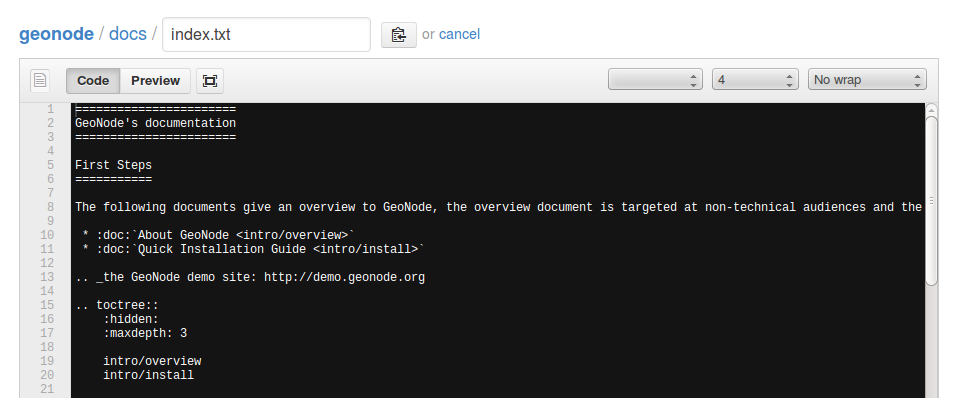 geonode / docs / index.txt or cancel
Code Preview 4 No wrap
1 =======================
2 GeoNode's documentation
3 =======================
4
5 First Steps
6 ===========
7
8 The following documents give an overview to GeoNode, the overview document is targeted at non-technical audiences and the
9
10 * :doc:`About GeoNode <intro/overview>`
11 * :doc:`Quick Installation Guide <intro/install>`
12
13 .. _the GeoNode demo site: http://demo.geonode.org
14
15 .. toctree::
16 :hidden:
17 :maxdepth: 3
18
19 intro/overview
20 intro/install
21